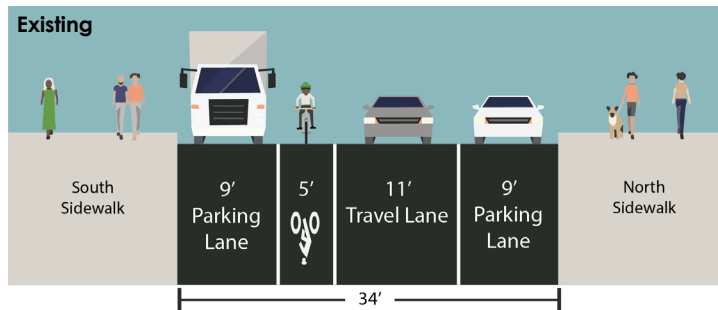 Existing
South
Sidewalk
9’
Parking
Lane
5’
11’
Travel Lane
9’
Parking
Lane
North
Sidewalk
34’